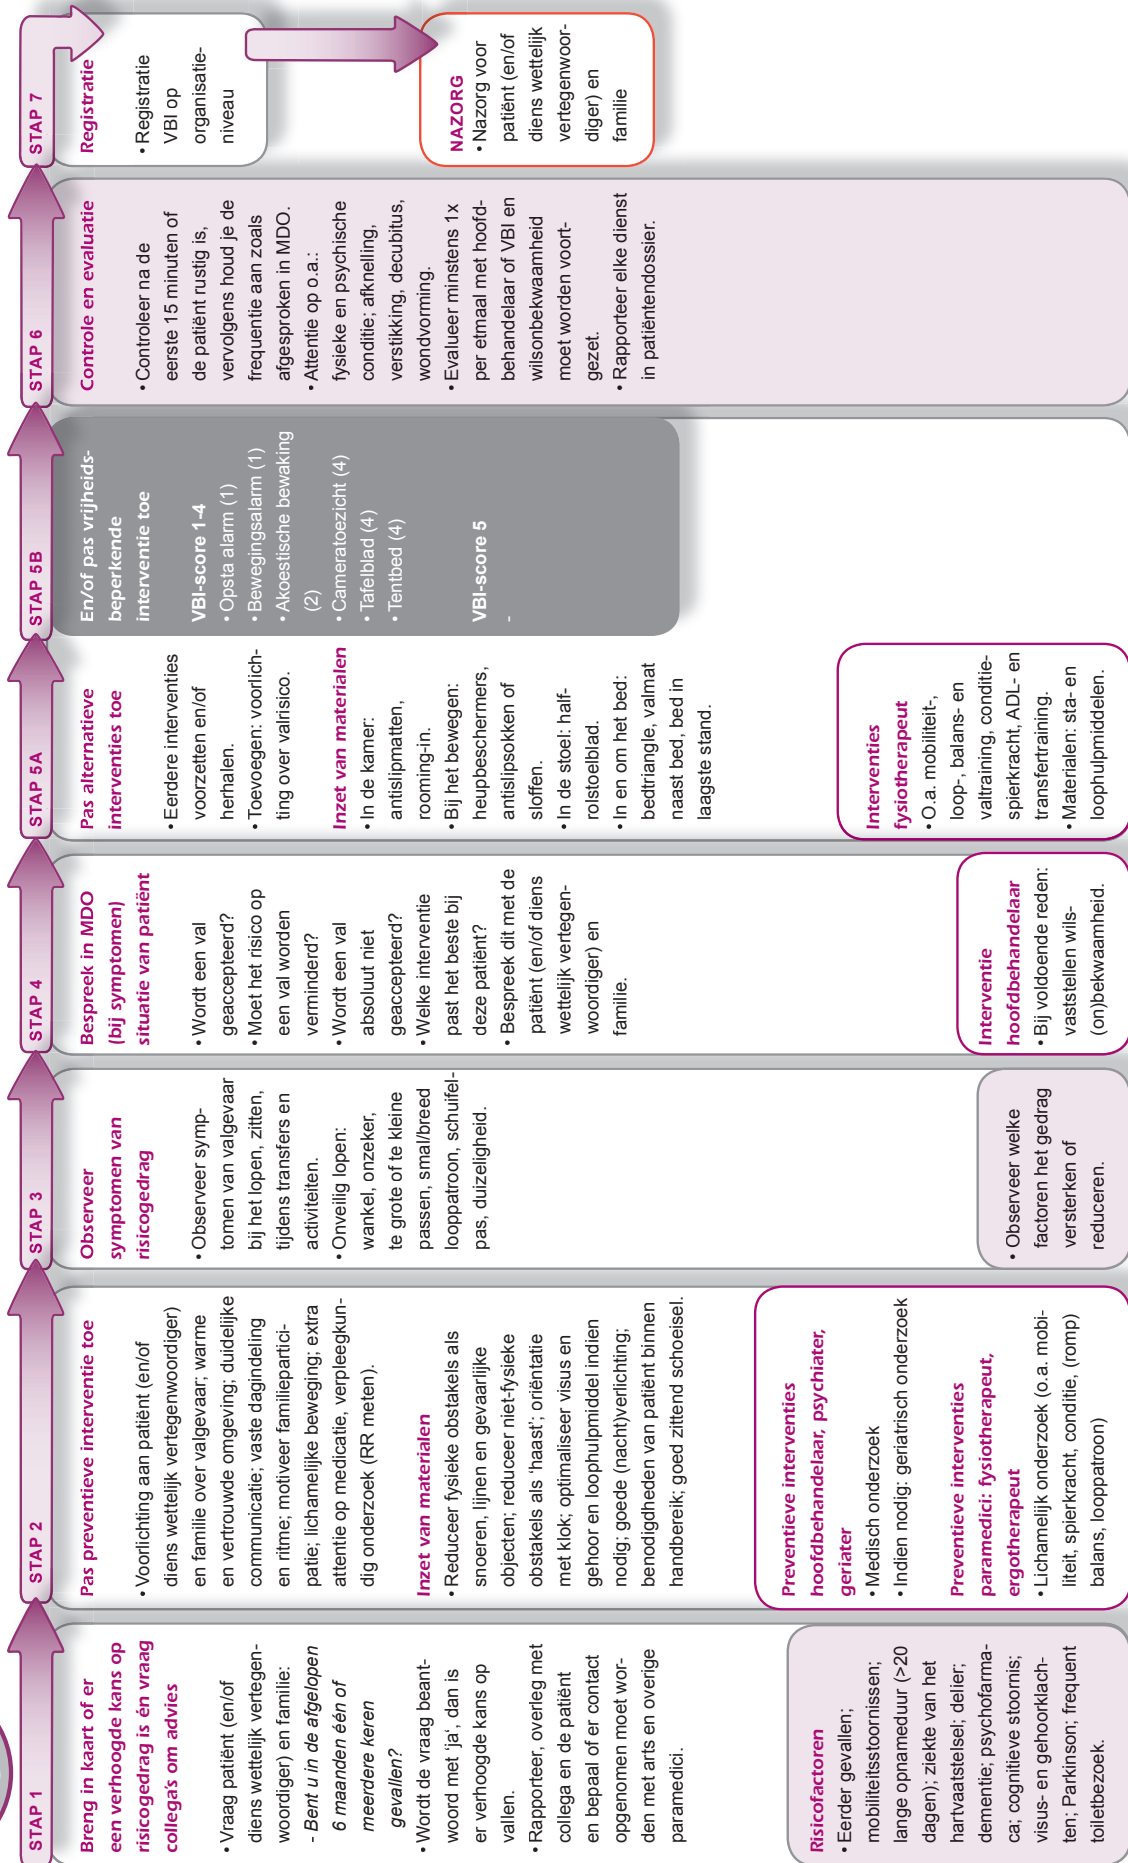 STAP 1
Breng in kaart of er
een verhoogde kans op
risicogedrag is én vraag
collega's om advies
• Vraag patiënt (en/of
diens wettelijk vertegen-
woordiger) en familie:
- Bent u in de afgelopen
6 maanden één of
meerdere keren
gevallen?
• Wordt de vraag beant-
woord met 'ja', dan is
er verhoogde kans op
vallen.
• Rapporteer, overleg met
collega en de patiënt
en bepaal of er contact
opgenomen moet wor-
den met arts en overige
paramedici.
Risicofactoren
• Eerder gevallen;
mobiliteitsstoornissen;
lange opnameduur (>20
dagen); ziekte van het
hartvaatstelsel; delier;
dementie; psychofarma-
ca; cognitieve stoornis;
visus- en gehoorklach-
ten; Parkinson; frequent
toiletbezoek.
STAP 2
Pas preventieve interventie toe
• Voorlichting aan patiënt (en/of
diens wettelijk vertegenwoordiger)
en familie over valgevaar; warme
en vertrouwde omgeving; duidelijke
communicatie; vaste dagindeling
en ritme; motiveer familieparticі-
patie; lichamelijke beweging; extra
attentie op medicatie, verpleegkun-
dig onderzoek (RR meten).
Inzet van materialen
• Reduceer fysieke obstakels als
snoeren, lijnen en gevaarlijke
objecten; reduceer niet-fysieke
obstakels als 'haast'; oriëntatie
met klok; optimaliseer visus en
gehoor en loophulpmiddel indien
nodig; goede (nacht)verlichting;
benodigdheden van patiënt binnen
handbereik; goed zittend schoeisel.
Preventieve interventies
hoofdbehandelaar, psychiater,
geriater
• Medisch onderzoek
• Indien nodig: geriatrisch onderzoek
Preventieve interventies
paramedici: fysiotherapeut,
ergotherapeut
• Lichamelijk onderzoek (o.a. mobi-
liteit, spierkracht, conditie, (romp)
balans, looppatroon)
STAP 3
Observeer
symptomen van
risicogedrag
• Observeer symp-
tomen van valgevaar
bij het lopen, zitten,
tijdens transfers en
activiteiten.
• Onveilig lopen:
wankel, onzeker,
te grote of te kleine
passen, smal/breed
looppatroon, schuifel-
pas, duizeligheid.
• Observeer welke
factoren het gedrag
versterken of
reduceren.
STAP 4
Bespreek in MDO
(bij symptomen)
situatie van patiënt
• Wordt een val
geaccepteerd?
• Moet het risico op
een val worden
verminderd?
• Wordt een val
absoluut niet
geaccepteerd?
• Welke interventie
past het beste bij
deze patiënt?
• Bespreek dit met de
patiënt (en/of diens
wettelijk vertegen-
woordiger) en
familie.
Interventie
hoofdbehandelaar
• Bij voldoende reden:
vaststellen wils-
(on)bekwaamheid.
STAP 5A
Pas alternatieve
interventies toe
• Eerdere interventies
voorzetten en/of
herhalen.
• Toevoegen: voorlich-
ting over valrisico.
Inzet van materialen
• In de kamer:
antislipmatten,
rooming-in.
• Bij het bewegen:
heupbeschermers,
antislipsokken of
sloffen.
• In de stoel: half-
rolstoelblad.
• In en om het bed:
bedtriangle, valmat
naast bed, bed in
laagste stand.
Interventies
fysiotherapeut
• O.a. mobiliteit-,
loop-, balans- en
valtraining, conditie-
spierkracht, ADL- en
transfertraining.
• Materialen: sta- en
loophulpmiddelen.
STAP 5B
En/of pas vrijheids-
beperkende
interventie toe
VBI-score 1-4
• Opsta alarm (1)
• Bewegingsalarm (1)
• Akoestische bewaking
(2)
• Cameratoezicht (4)
• Tafelblad (4)
• Tentbed (4)
VBI-score 5
-
STAP 6
Controle en evaluatie
• Controleer na de
eerste 15 minuten of
de patiënt rustig is,
vervolgens houd je de
frequentie aan zoals
afgesproken in MDO.
• Attentie op o.a.:
fysieke en psychische
conditie; afknelling,
verstikking, decubitus,
wondvorming.
• Evalueer minstens 1x
per etmaal met hoofd-
behandelaar of VBI en
wilsonbekwaamheid
moet worden voort-
gezet.
• Rapporteer elke dienst
in patiëntendossier.
STAP 7
Registratie
• Registratie
VBI op
organisatie-
niveau
NAZORG
• Nazorg voor
patiënt (en/of
diens wettelijk
vertegenwoor-
diger) en
familie